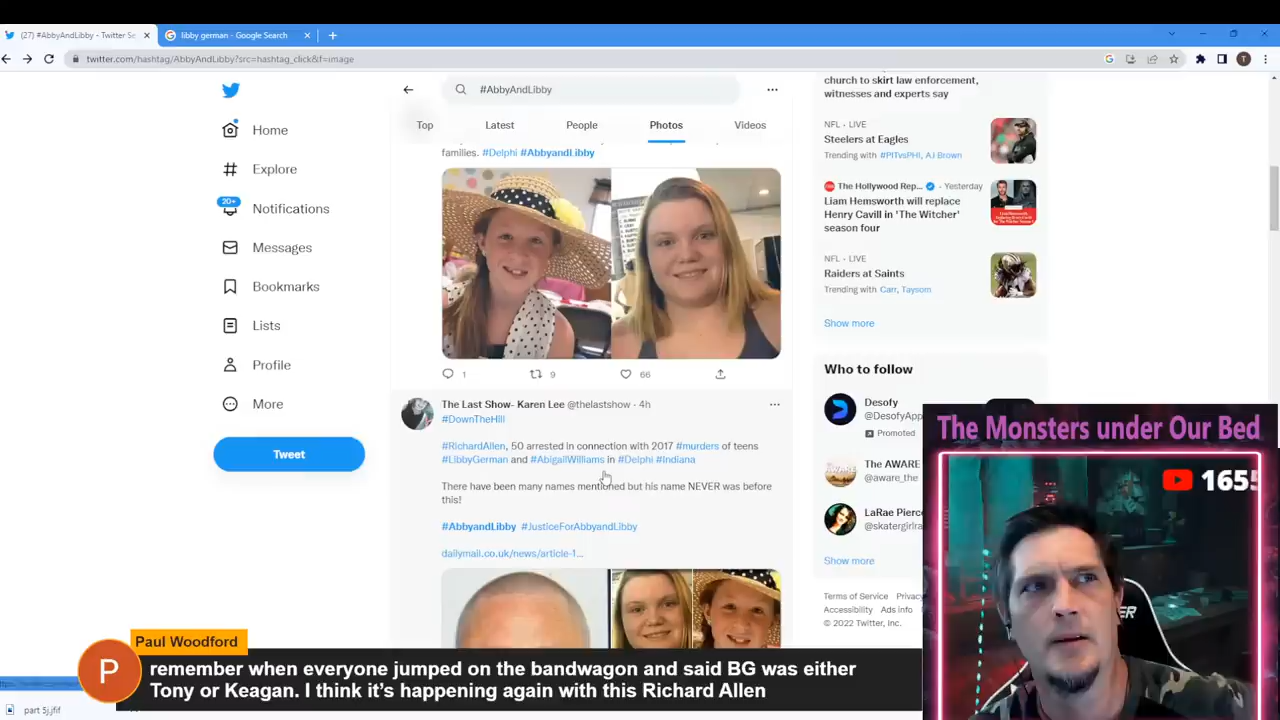 (27) #AbbyAndLibby - Twitter Se
libby german - Google Search
twitter.com/hashtag/AbbyAndLibby?src=hashtag_click&f=image
T
#AbbyAndLibby
Top
Latest
People
Photos
Videos
Home
Explore
20+
Notifications
Messages
Bookmarks
Lists
Profile
More
Tweet
families. #Delphi #AbbyandLibby
1
9
66
The Last Show- Karen Lee @thelastshow · 4h
#DownTheHill
#RichardAllen, 50 arrested in connection with 2017 #murders of teens
#LibbyGerman and #AbigailWilliams in #Delphi #Indiana
There have been many names mentioned but his name NEVER was before
this!
#AbbyandLibby #JusticeForAbbyandLibby
dailymail.co.uk/news/article-1...
church to skirt law enforcement,
witnesses and experts say
NFL · LIVE
Steelers at Eagles
Trending with #PITvsPHI, AJ Brown
The Hollywood Rep... · Yesterday
Liam Hemsworth will replace
Henry Cavill in 'The Witcher'
season four
NFL · LIVE
Raiders at Saints
Trending with Carr, Taysom
Show more
Who to follow
Desofy
@DesofyApp
Promoted
The AWARE
@aware_the
LaRae Pierc
@skatergirlra
Show more
Terms of Service Privac
Accessibility Ads info
© 2022 Twitter, Inc.
The Monsters under Our Bed
1655
Paul Woodford
P
remember when everyone jumped on the bandwagon and said BG was either
Tony or Keagan. I think it's happening again with this Richard Allen
part 5j.jfif